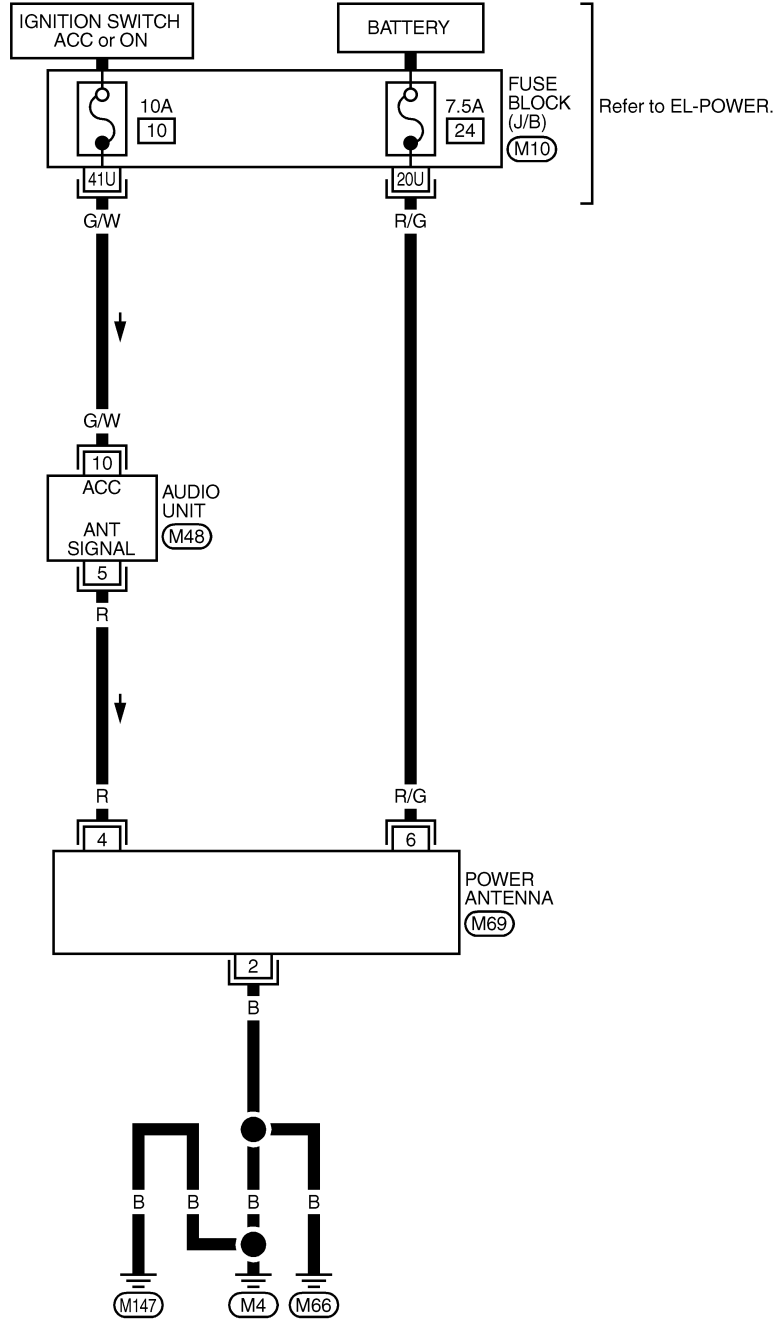 IGNITION SWITCH
ACC or ON
BATTERY
10A
10
7.5A
24
FUSE
BLOCK
(J/B)
M10
Refer to EL-POWER.
41U
20U
G/W
R/G
G/W
10
ACC
ANT
SIGNAL
AUDIO
UNIT
M48
5
R
R
R/G
4
6
POWER
ANTENNA
M69
2
B
B
B
B
B
M147
M4
M66